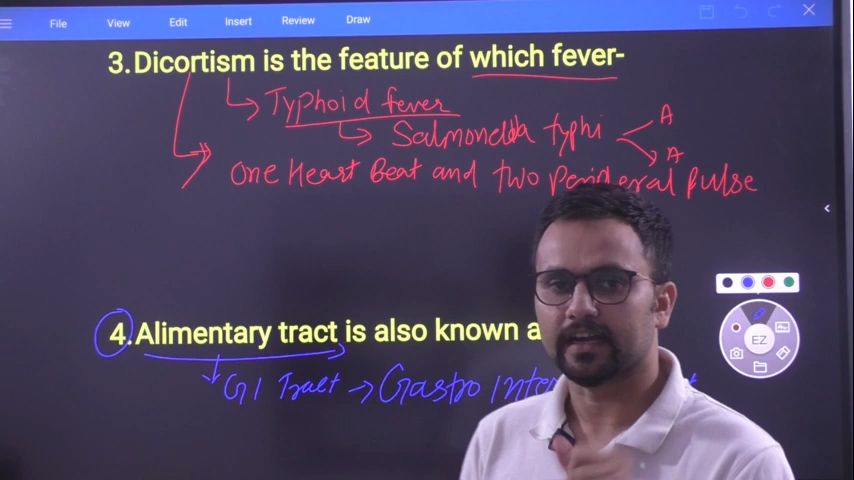 File View Edit Insert Review Draw
3.Dicortism is the feature of which fever-
Typhoid fever
Salmonella typhi
A
A
One Heart Beat and two Peripheral Pulse
4.Alimentary tract is also known a
GI Tract → Gastro Inte
EZ